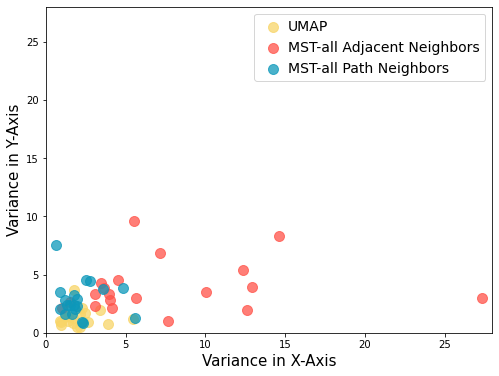 UMAP
MST-all Adjacent Neighbors
MST-all Path Neighbors
25
20
15
10
5
0
Variance in Y-Axis
0 5 10 15 20 25
Variance in X-Axis